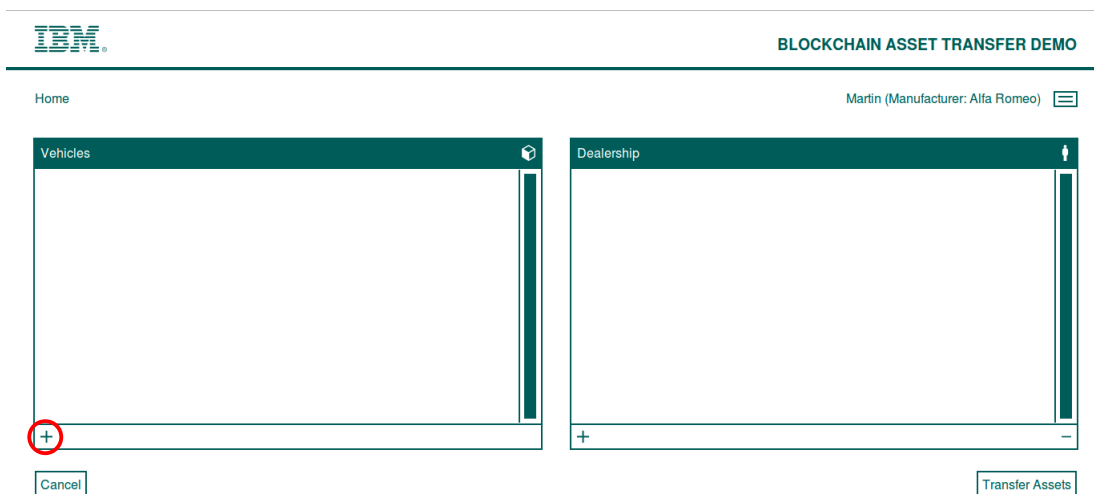 IBM®
BLOCKCHAIN ASSET TRANSFER DEMO
Home
Martin (Manufacturer: Alfa Romeo)
Vehicles
Dealership
+
+ −
Cancel
Transfer Assets